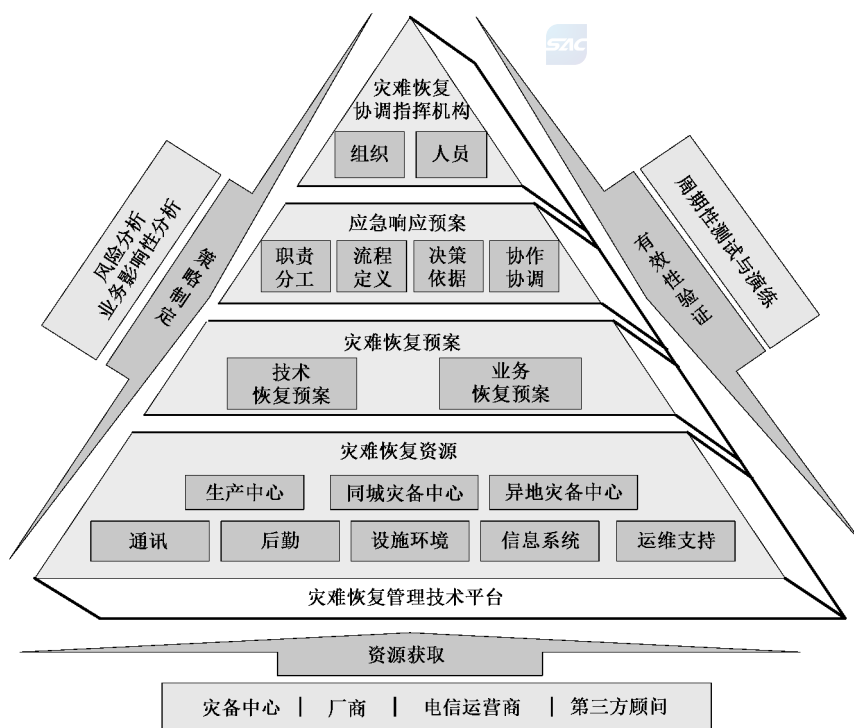 SAC
灾难恢复
协调指挥机构
组织
人员
应急响应预案
职责
分工
流程
定义
决策
依据
协作
协调
灾难恢复预案
技术
恢复预案
业务
恢复预案
灾难恢复资源
生产中心
同城灾备中心
异地灾备中心
通讯
后勤
设施环境
信息系统
运维支持
灾难恢复管理技术平台
风险分析
业务影响性分析
策略制定
周期性测试与演练
有效性验证
资源获取
灾备中心 | 厂商 | 电信运营商 | 第三方顾问